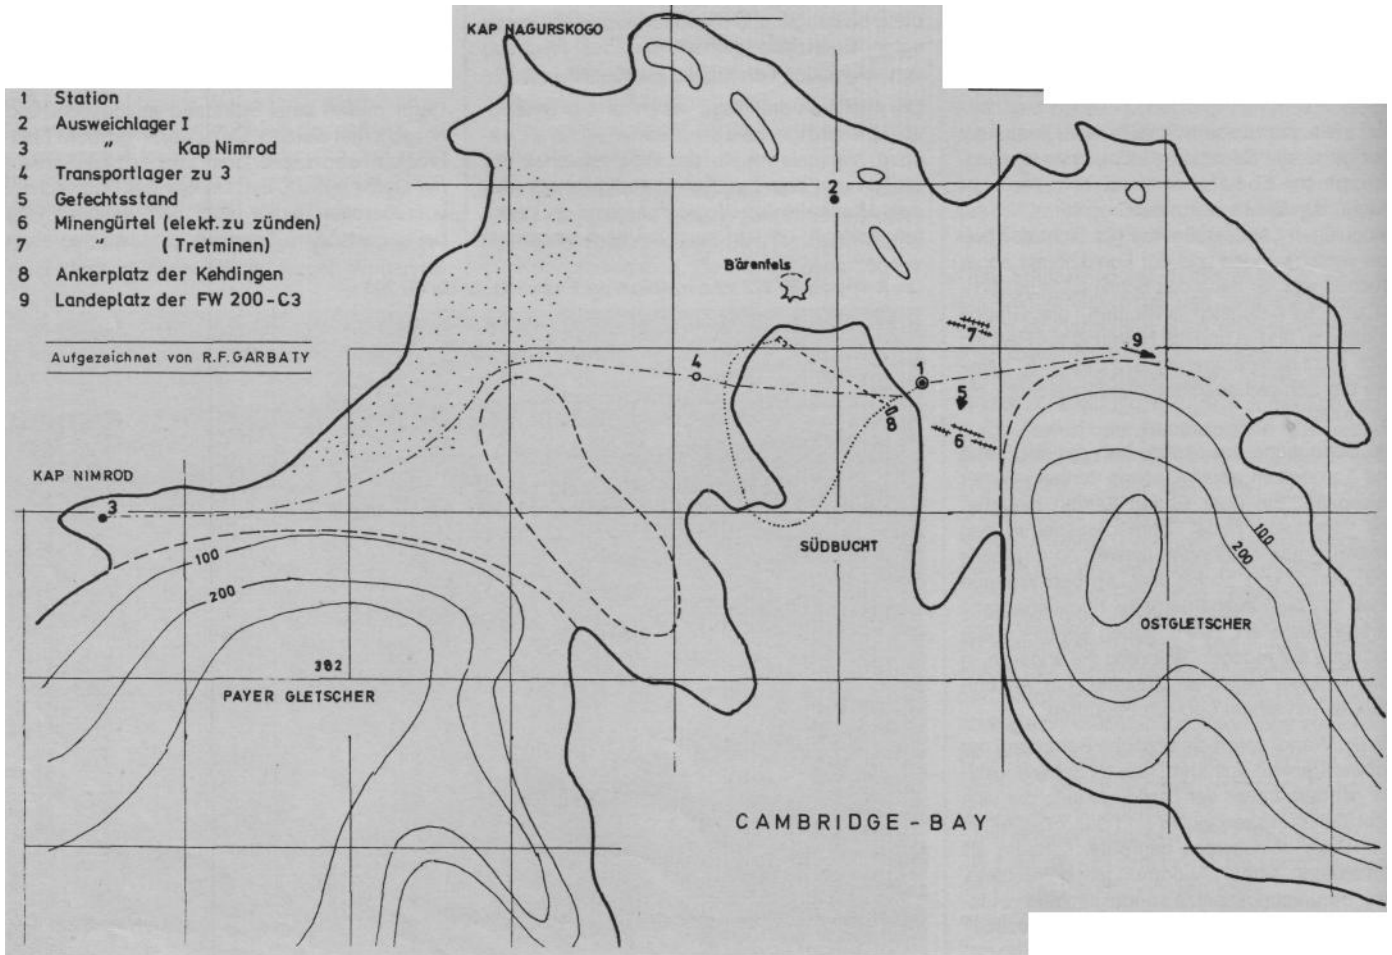 KAP NAGURSKOGO
1 Station
2 Ausweichlager I
3 " Kap Nimrod
4 Transportlager zu 3
5 Gefechtsstand
6 Minengürtel (elekt. zu zünden)
7 " " (Tretminen)
8 Ankerplatz der Kehdingen
9 Landeplatz der FW 200-C3
Aufgezeichnet von R.F. GARBATY
2
Bärenfels
7
9
4
1
5
8
6
KAP NIMROD
3
SÜDBUCHT
100
200
100
200
OSTGLETSCHER
382
PAYER GLETSCHER
CAMBRIDGE-BAY